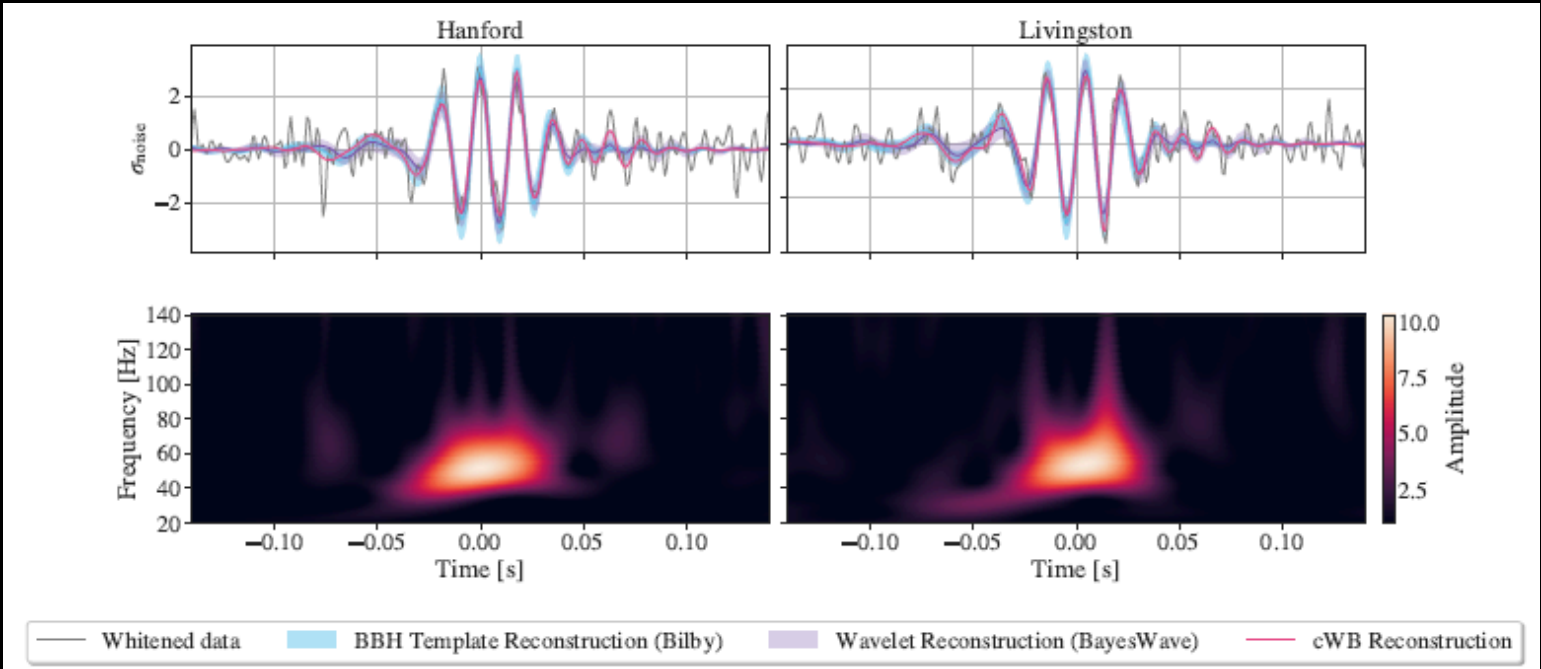 Hanford
Livingston
σnoise
2
0
−2
Frequency [Hz]
140
120
100
80
60
40
20
10.0
7.5
5.0
2.5
Amplitude
−0.10 −0.05 0.00 0.05 0.10
−0.10 −0.05 0.00 0.05 0.10
Time [s]
Time [s]
Whitened data BBH Template Reconstruction (Bilby) Wavelet Reconstruction (BayesWave) cWB Reconstruction